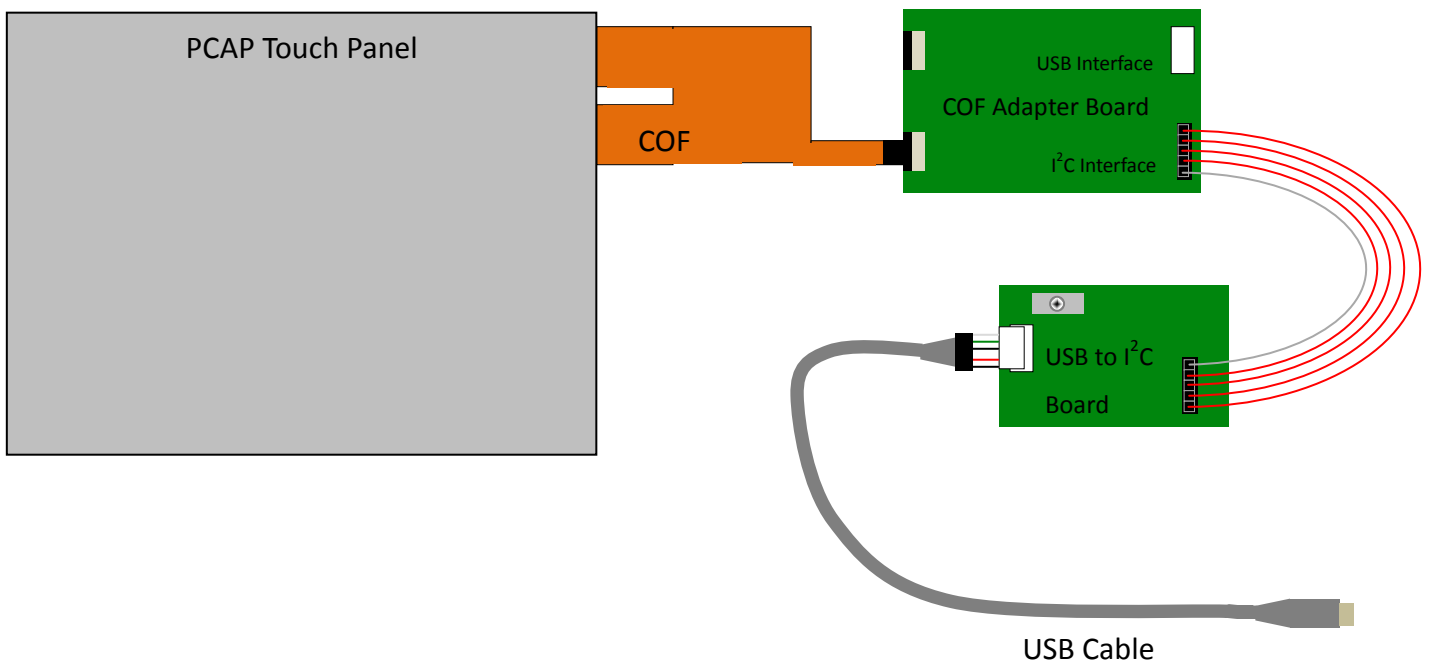 PCAP Touch Panel
COF
USB Interface
COF Adapter Board
I²C Interface
USB to I²C
Board
USB Cable